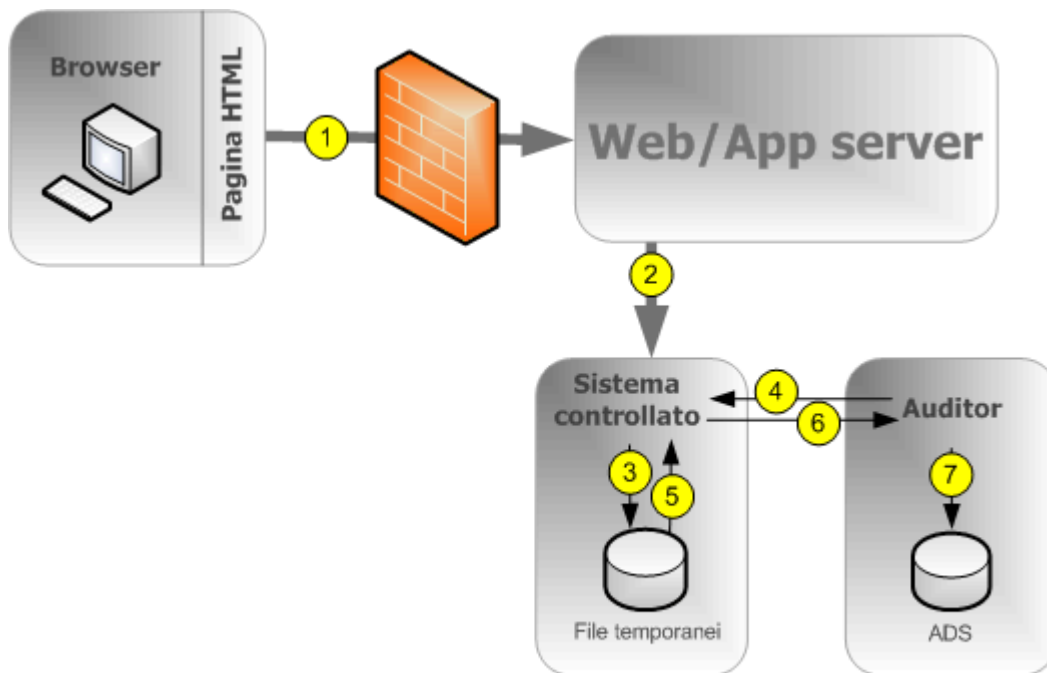 Browser
Pagina HTML
1
Web/App server
2
Sistema
controllato
4
6
Auditor
3
5
7
File temporanei
ADS